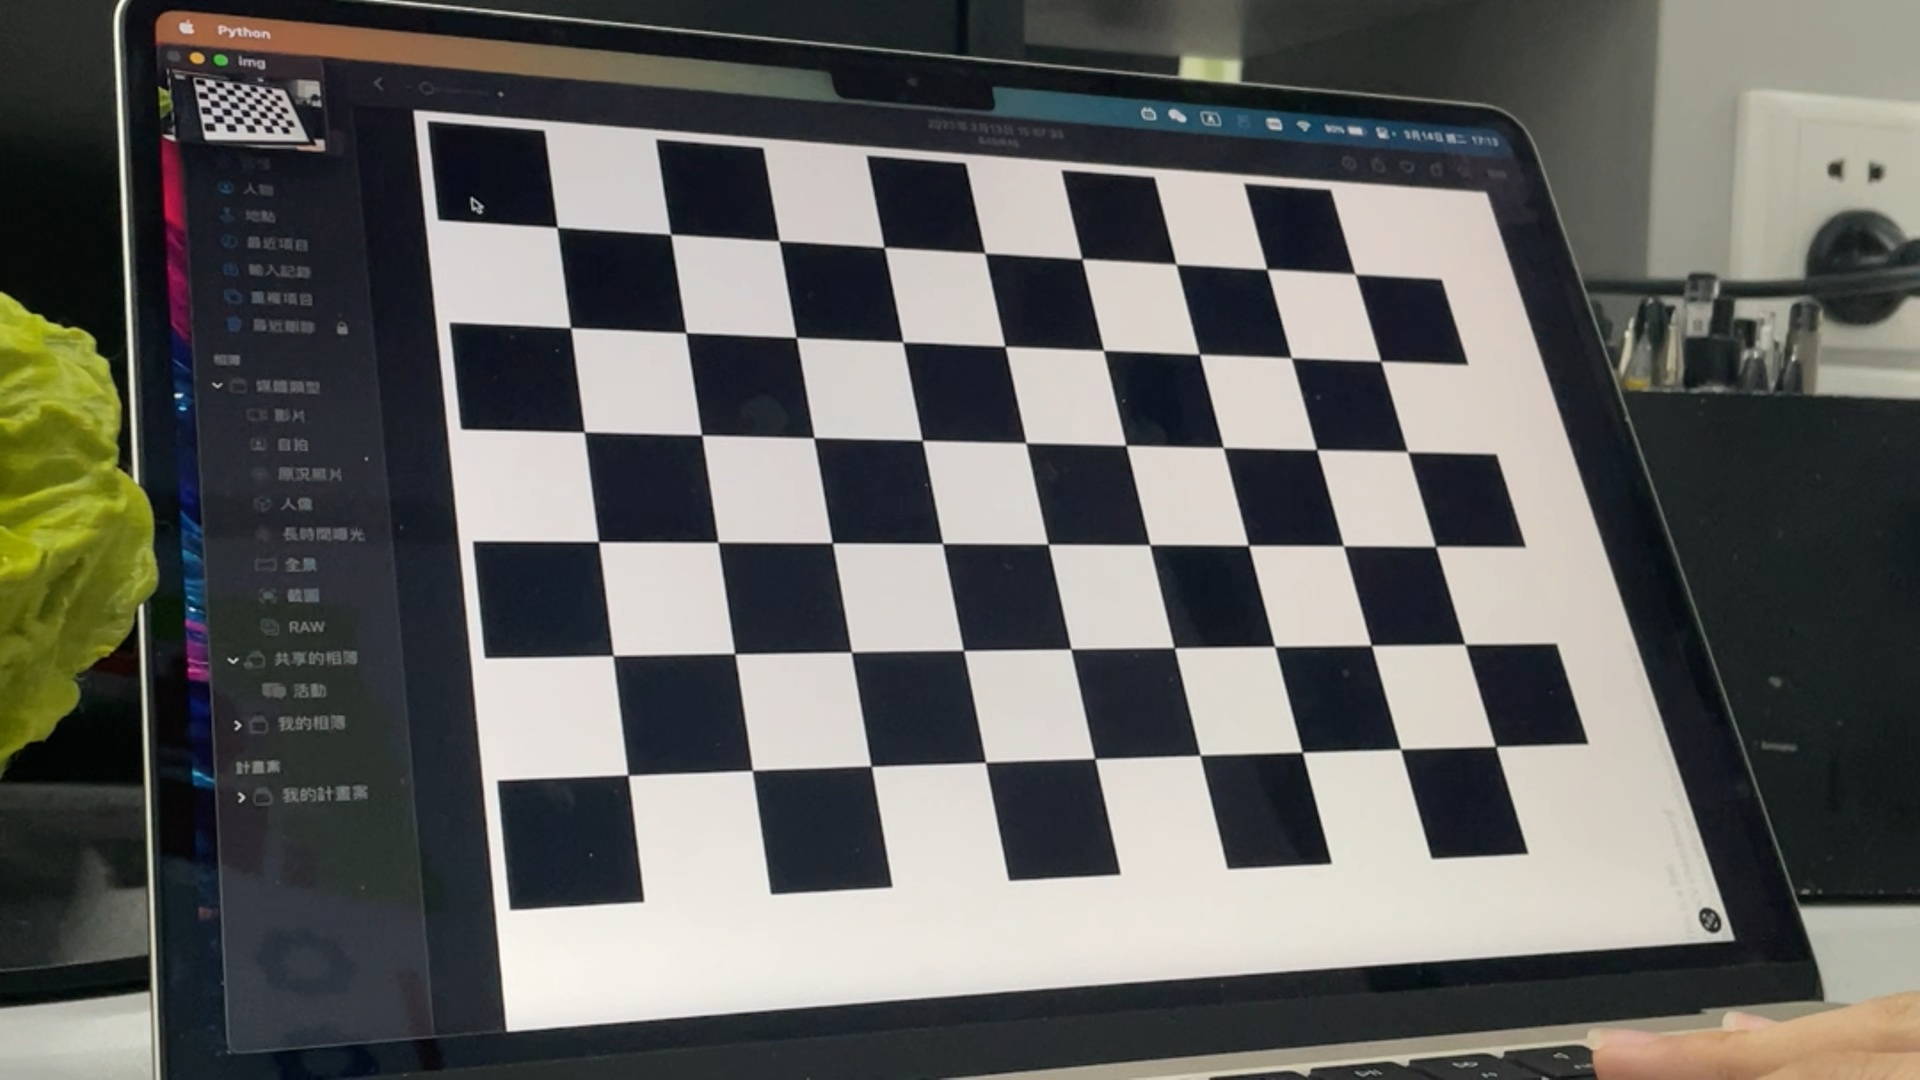 Python
9月14日 週二 17:13
img
人物
地點
最近項目
輸入記錄
重複項目
最近刪除
相簿
媒體類型
影片
自拍
原況照片
人像
長時間曝光
全景
截圖
RAW
共享的相簿
活動
我的相簿
計畫案
我的計畫案